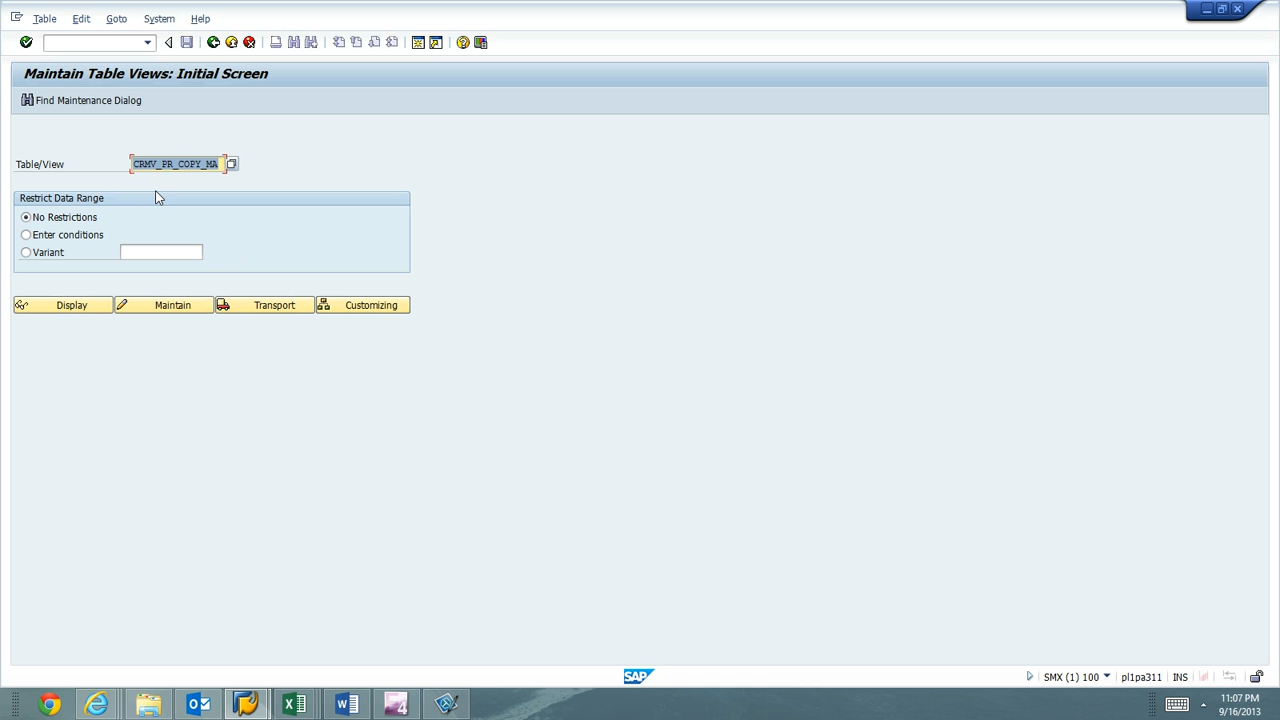 Table Edit Goto System Help
Maintain Table Views: Initial Screen
Find Maintenance Dialog
Table/View CRMV_PR_COPY_MA
Restrict Data Range
No Restrictions
Enter conditions
Variant
Display Maintain Transport Customizing
SAP SMX (1) 100 pl1pa311 INS
4
11:07 PM
9/16/2013